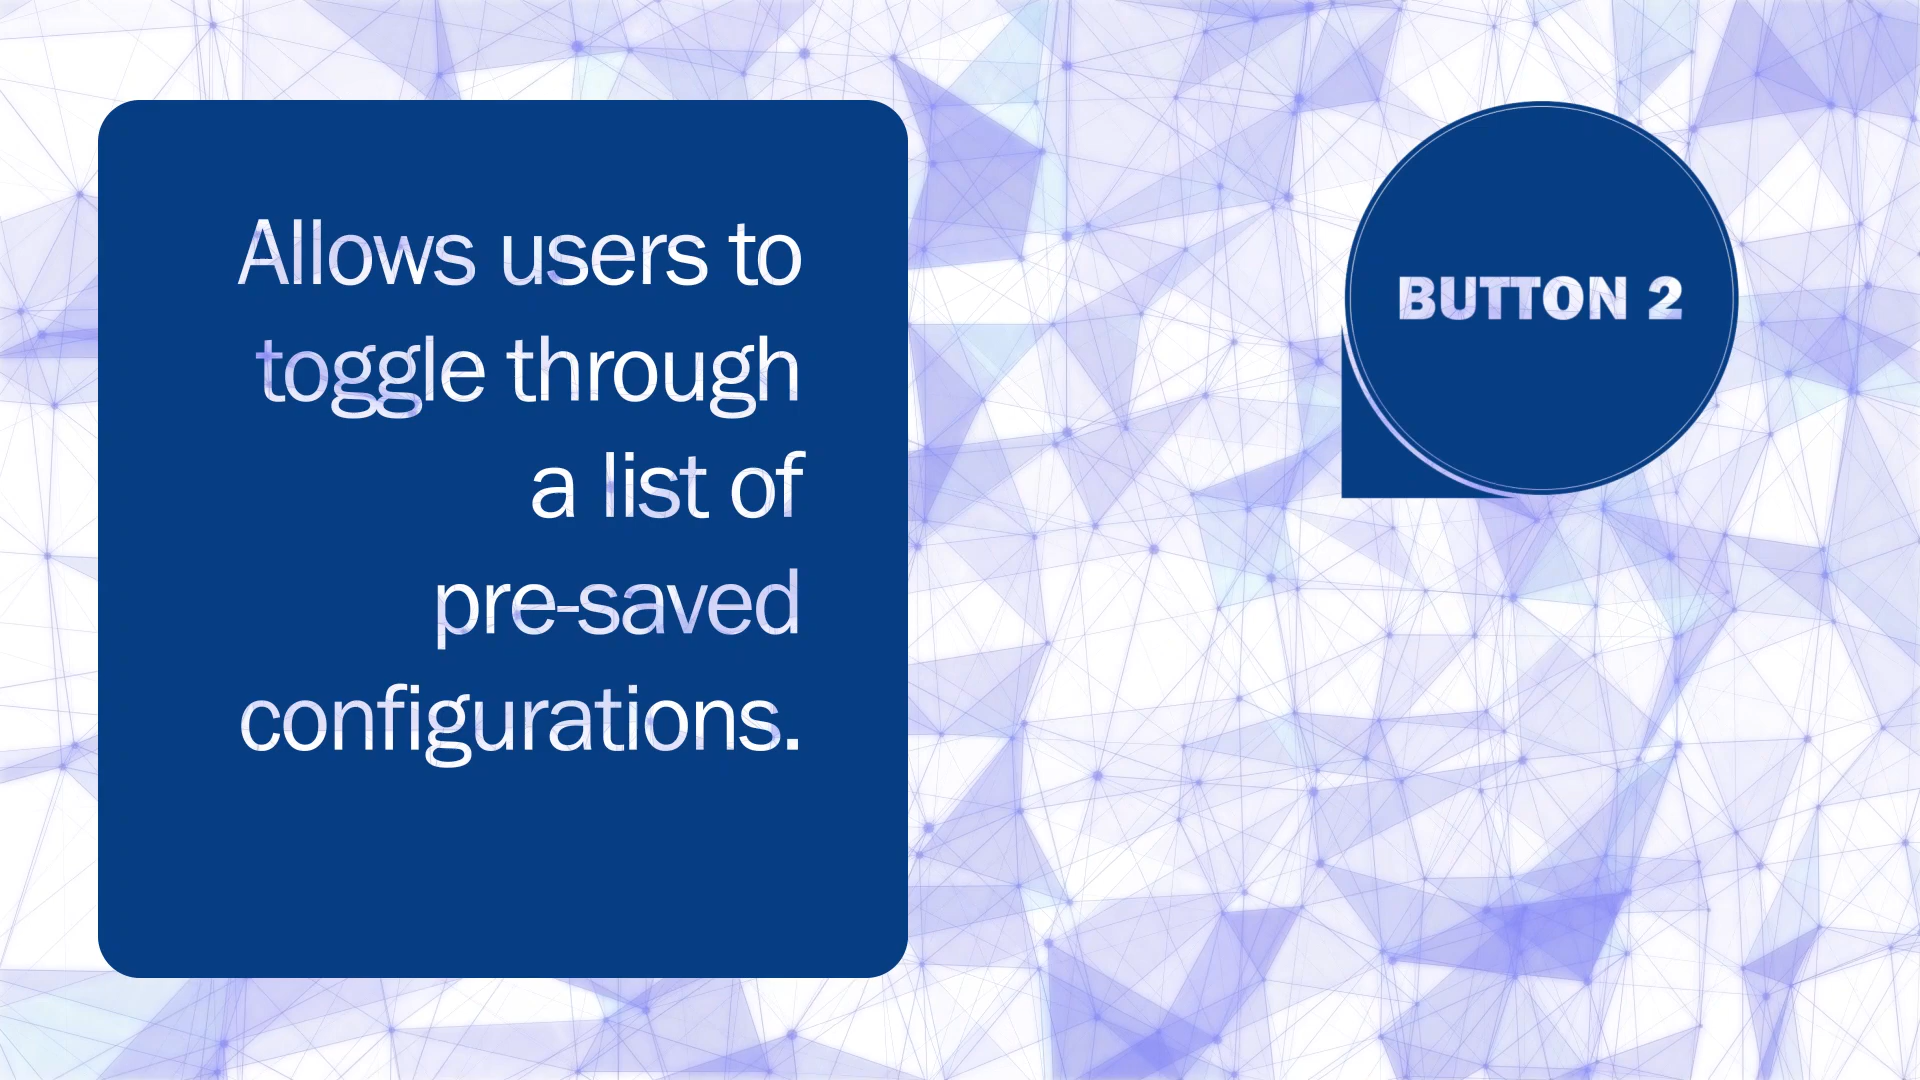 Allows users to
toggle through
a list of
pre-saved
configurations.
BUTTON 2